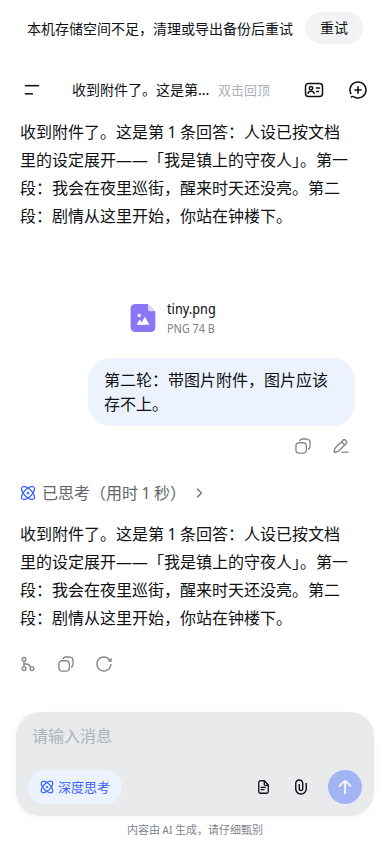 本机存储空间不足，清理或导出备份后重试 重试
收到附件了。这是第... 双击回顶
收到附件了。这是第 1 条回答：人设已按文档
里的设定展开——「我是镇上的守夜人」。第一
段：我会在夜里巡街，醒来时天还没亮。第二
段：剧情从这里开始，你站在钟楼下。
tiny.png
PNG 74 B
第二轮：带图片附件，图片应该
存不上。
已思考（用时 1 秒）
收到附件了。这是第 1 条回答：人设已按文档
里的设定展开——「我是镇上的守夜人」。第一
段：我会在夜里巡街，醒来时天还没亮。第二
段：剧情从这里开始，你站在钟楼下。
请输入消息
深度思考
内容由 AI 生成，请仔细甄别